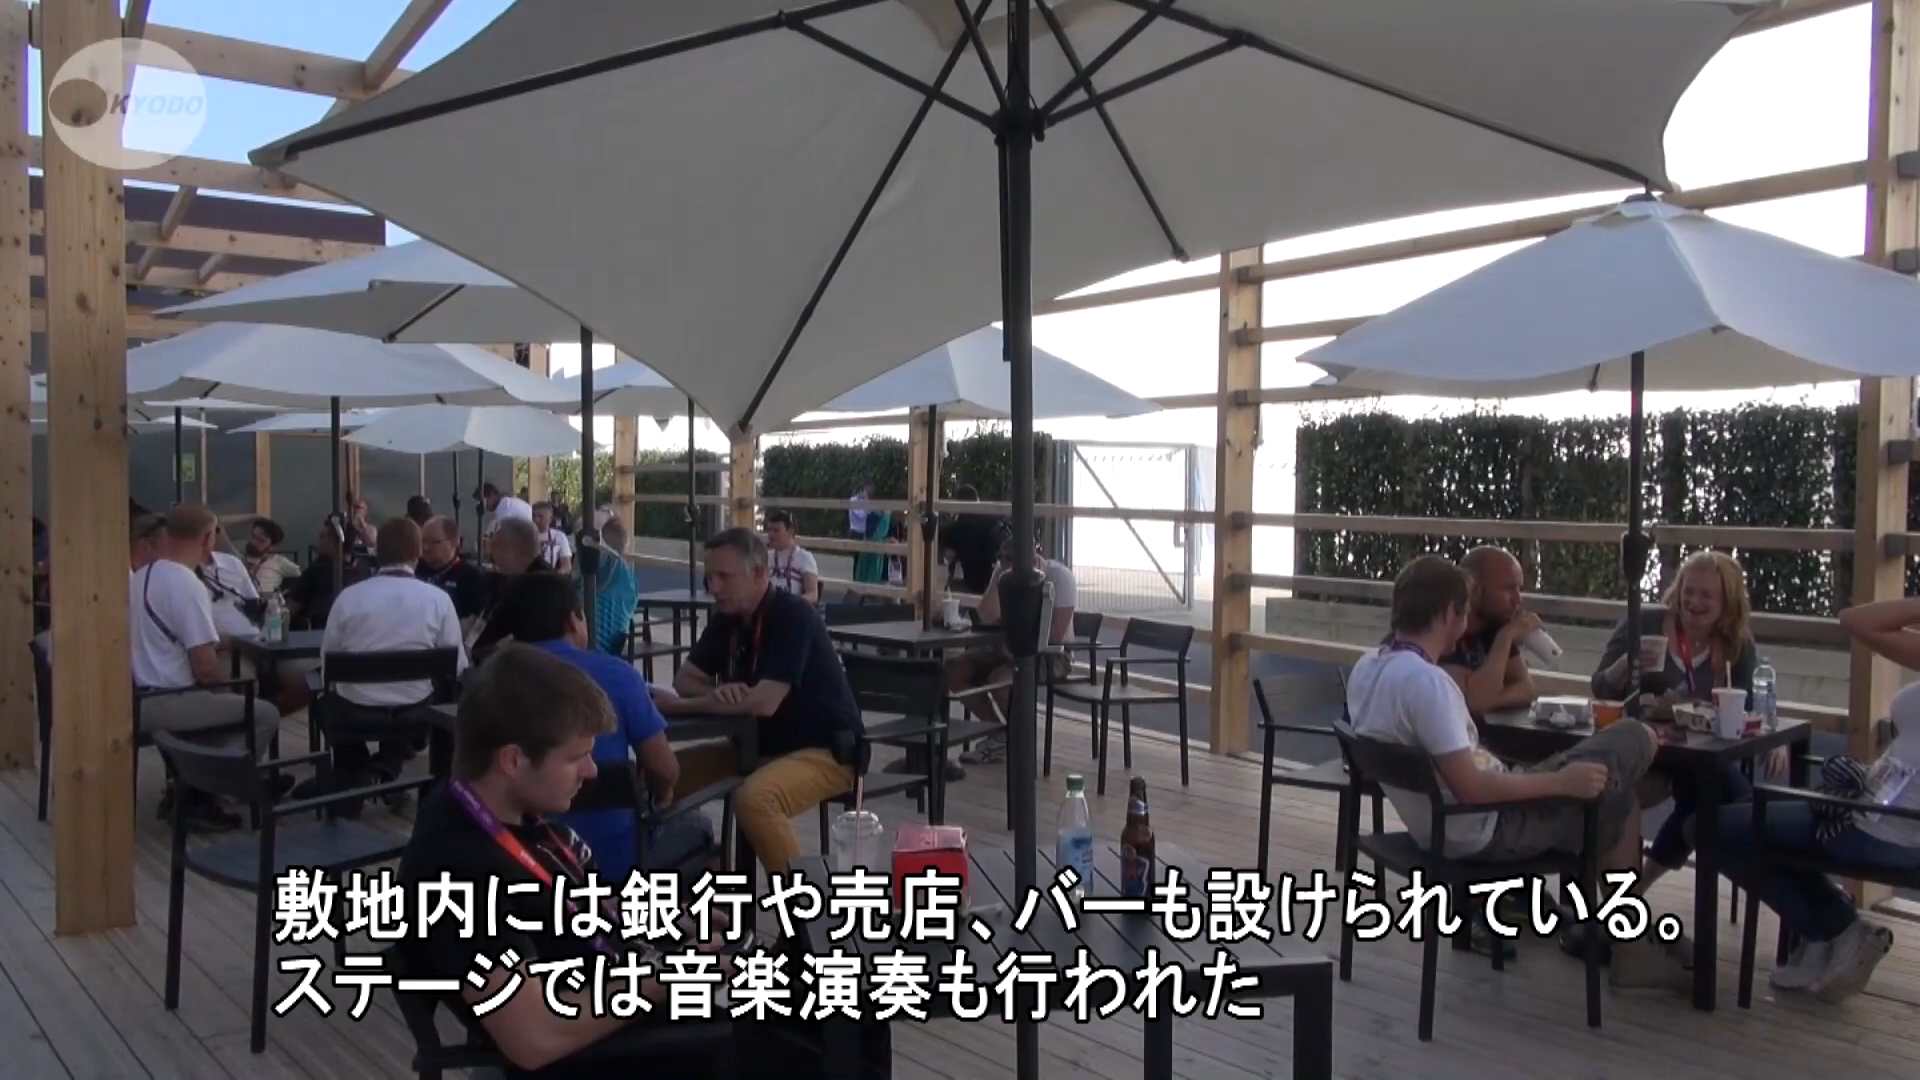 KYODO
敷地内には銀行や売店、バーも設けられている。
ステージでは音楽演奏も行われた